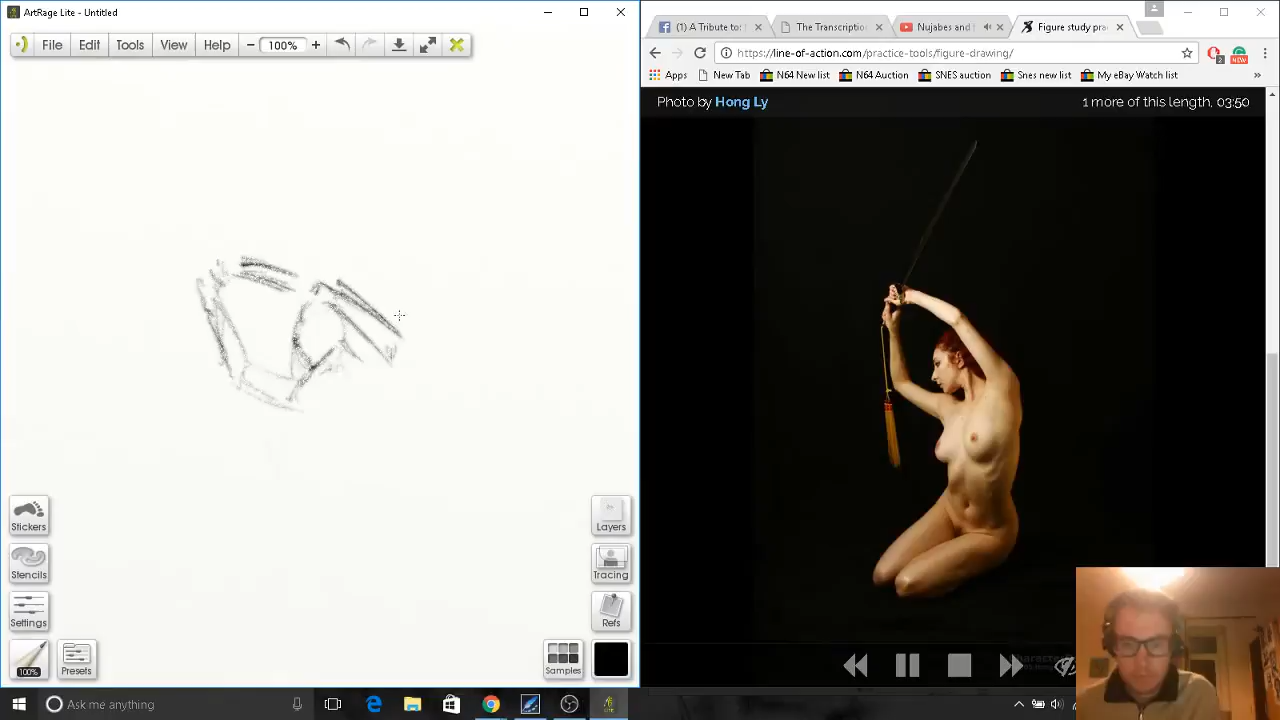 ArtRage Lite - Untitled
File Edit Tools View Help 100%
Stickers
Stencils
Settings
100%
Presets
Samples
Layers
Tracing
Refs
(1) A Tribute to:
The Transcription
Nujabes and
Figure study pra
https://line-of-action.com/practice-tools/figure-drawing/
2
NEW
Apps New Tab N64 New list N64 Auction SNES auction Snes new list My eBay Watch list »
Photo by Hong Ly
1 more of this length, 03:50
Ask me anything